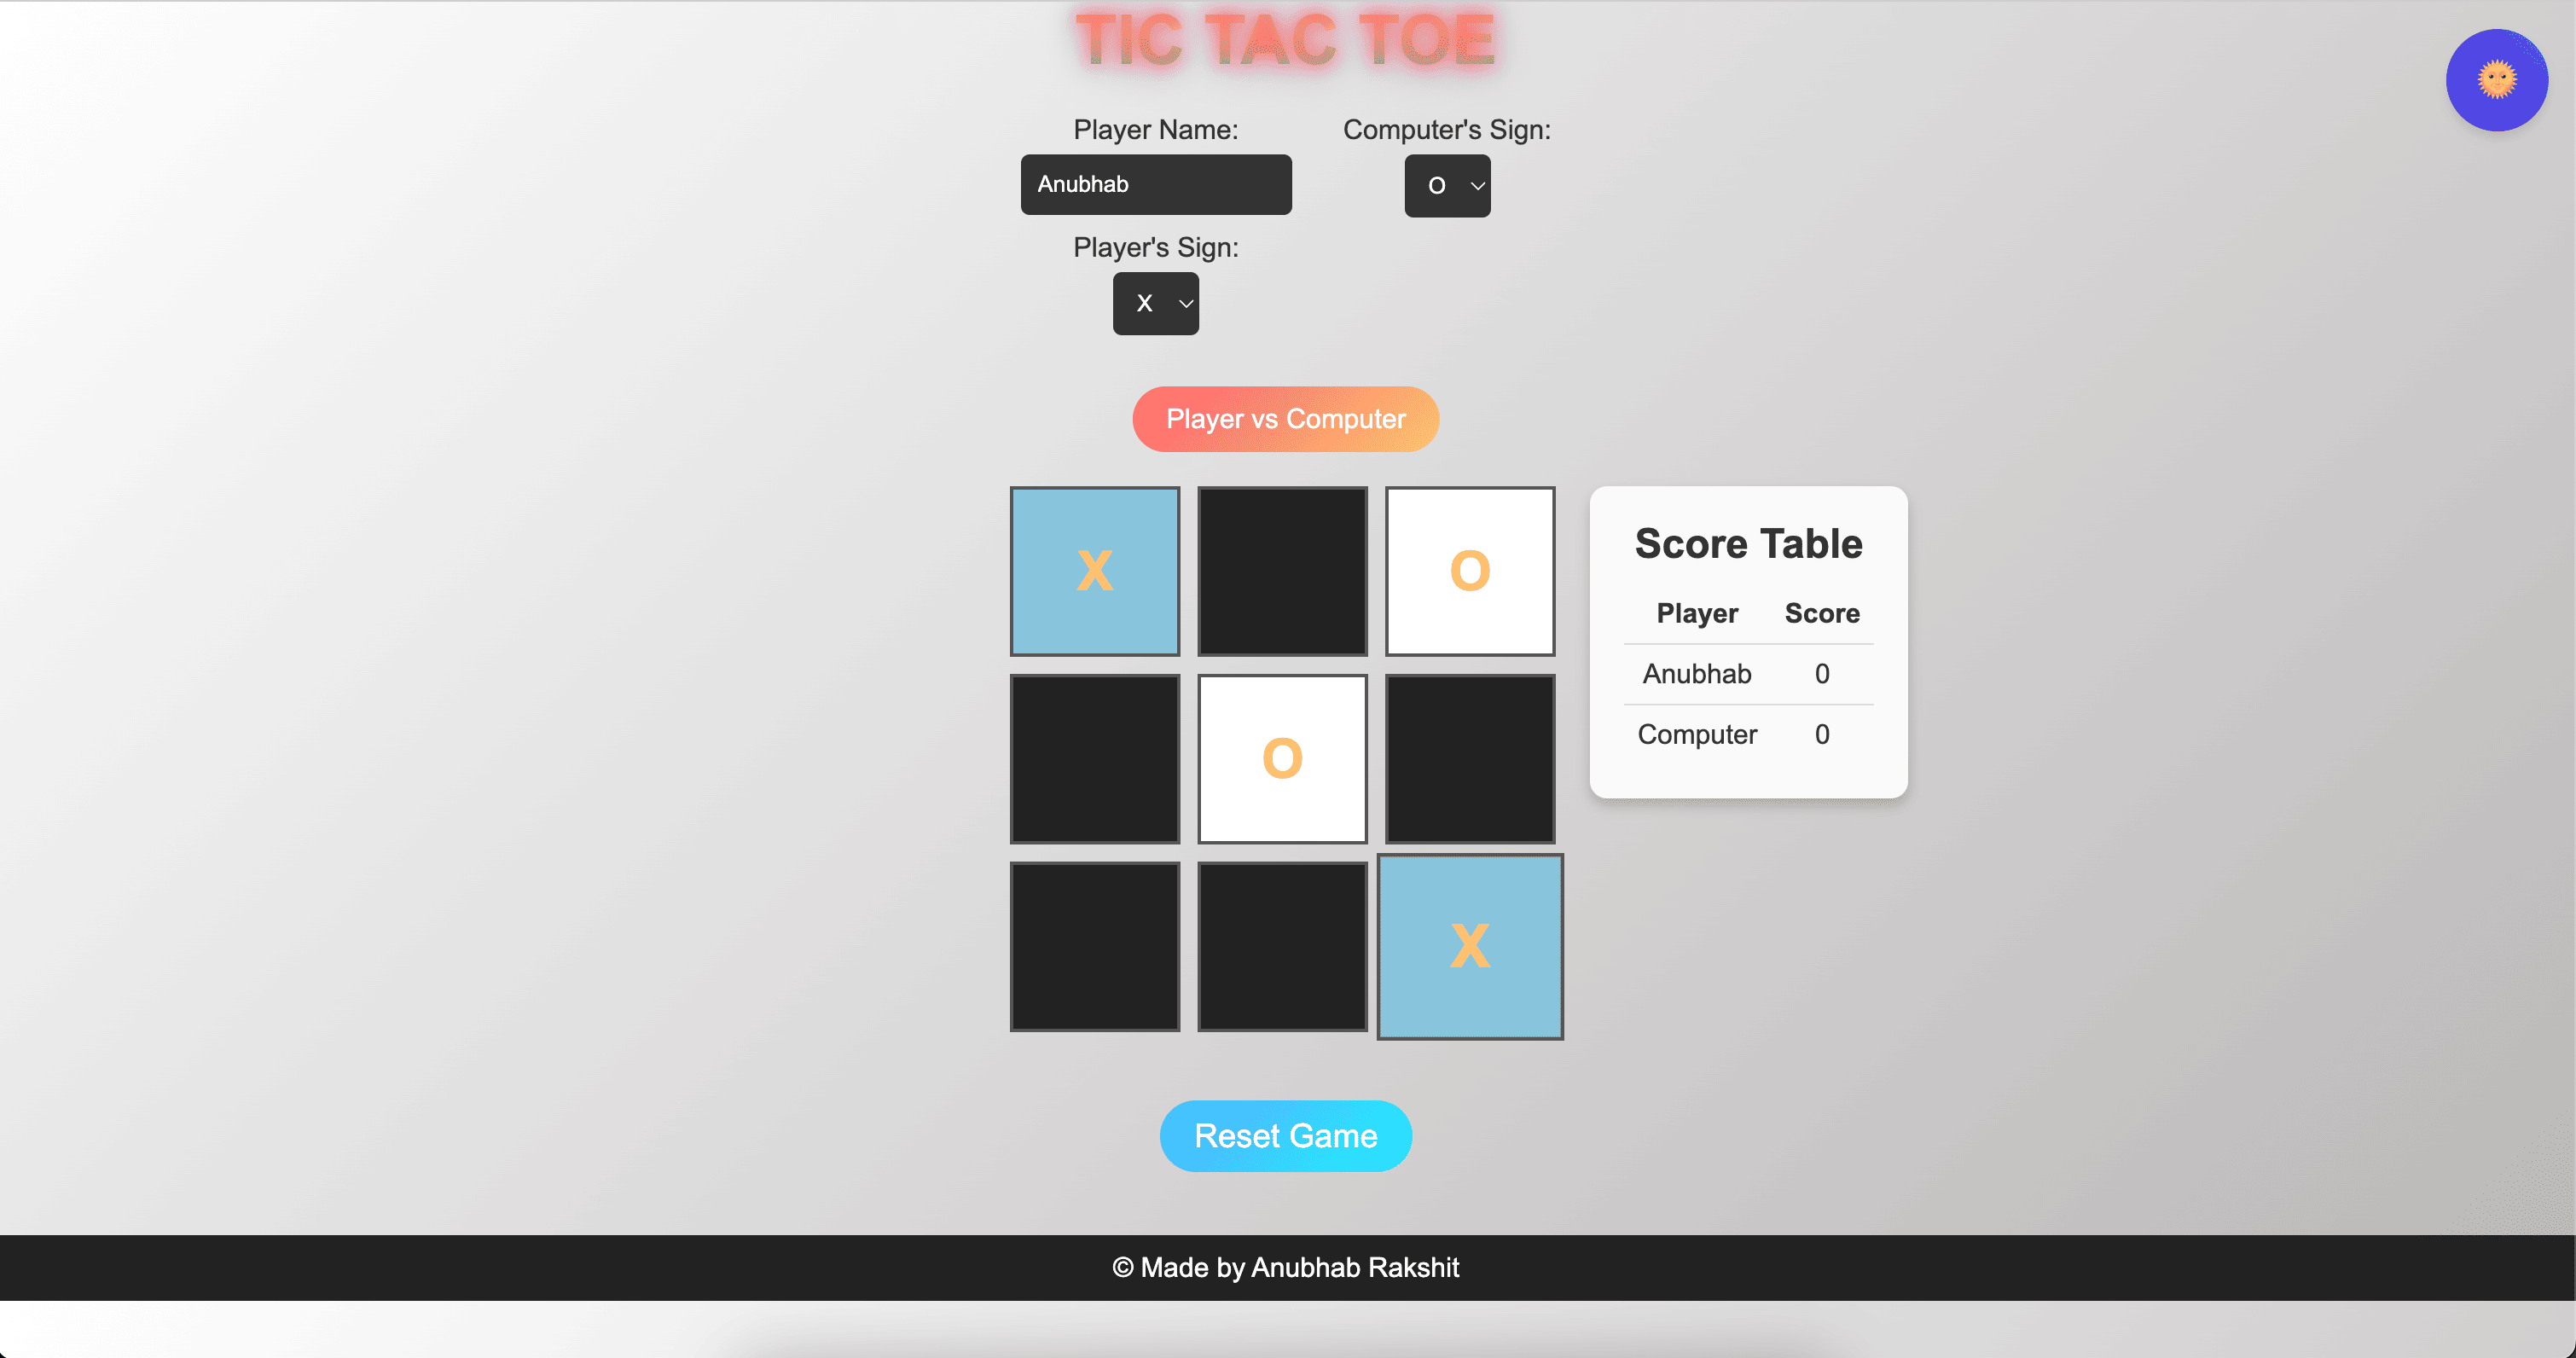 TIC TAC TOE
Player Name:
Computer's Sign:
Anubhab
O
Player's Sign:
X
Player vs Computer
X
O
O
X
Score Table
Player Score
Anubhab 0
Computer 0
Reset Game
© Made by Anubhab Rakshit